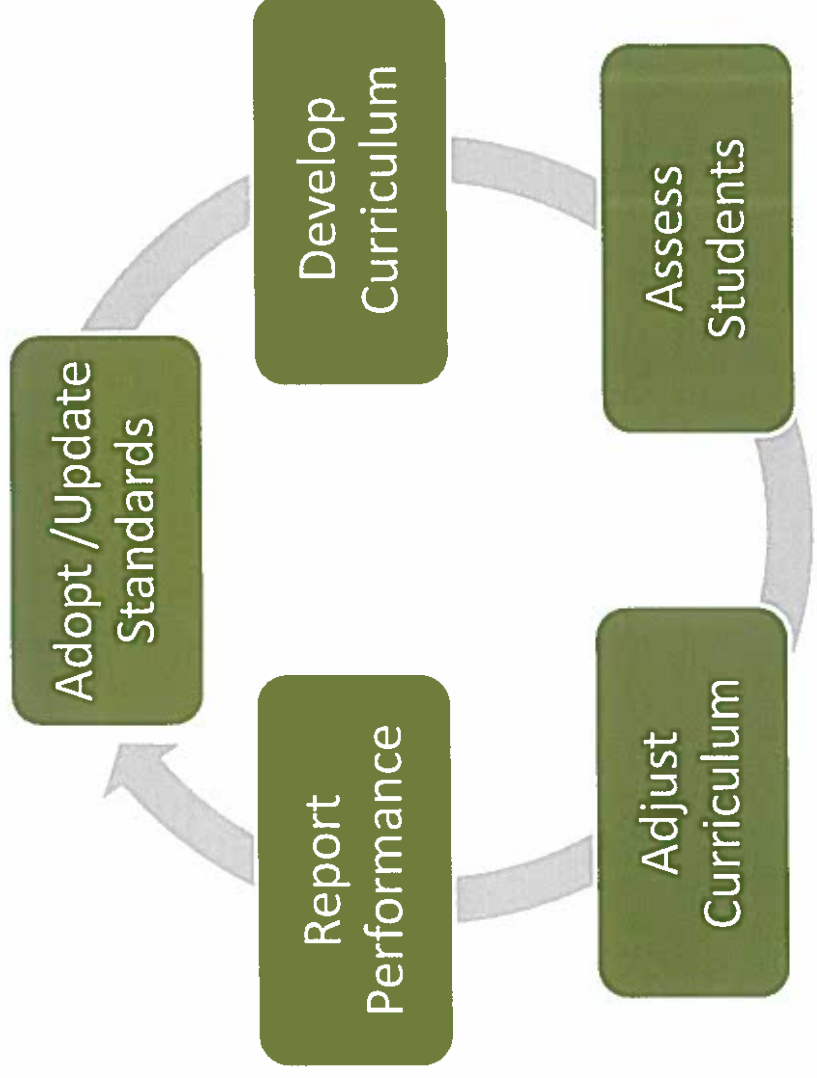 Adopt /Update
Standards
Develop
Curriculum
Assess
Students
Adjust
Curriculum
Report
Performance